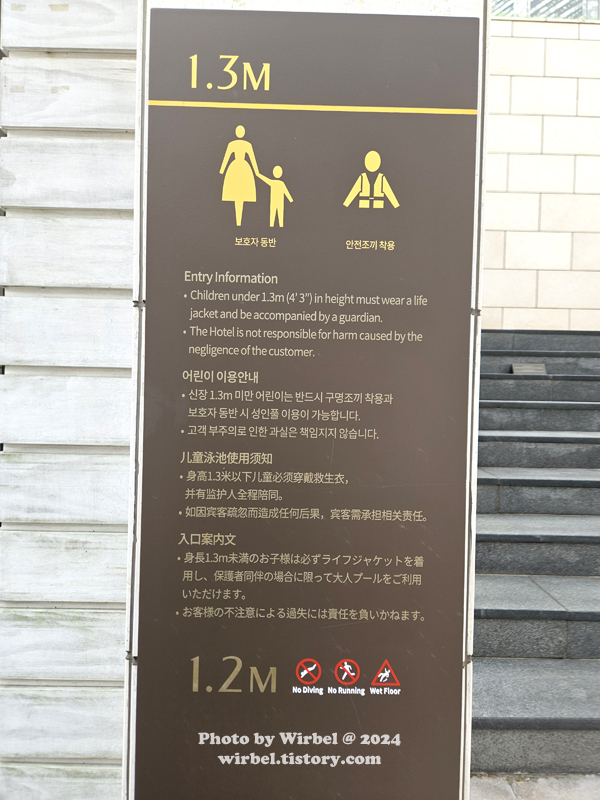 1.3M
보호자 동반
안전조끼 착용
Entry Information
• Children under 1.3m (4' 3") in height must wear a life
jacket and be accompanied by a guardian.
• The Hotel is not responsible for harm caused by the
negligence of the customer.
어린이 이용안내
• 신장 1.3m 미만 어린이는 반드시 구명조끼 착용과
보호자 동반 시 성인풀 이용이 가능합니다.
• 고객 부주의로 인한 과실은 책임지지 않습니다.
儿童泳池使用须知
• 身高1.3米以下儿童必须穿戴救生衣，
并有监护人全程陪同。
• 如因宾客疏忽而造成任何后果，宾客需承担相关责任。
入口案内文
• 身長1.3m未満のお子様は必ずライフジャケットを着
用し、保護者同伴の場合に限って大人プールをご利用
いただけます。
• お客様の不注意による過失には責任を負いかねます。
1.2M
No Diving
No Running
Wet Floor
Photo by Wirbel @ 2024
wirbel.tistory.com